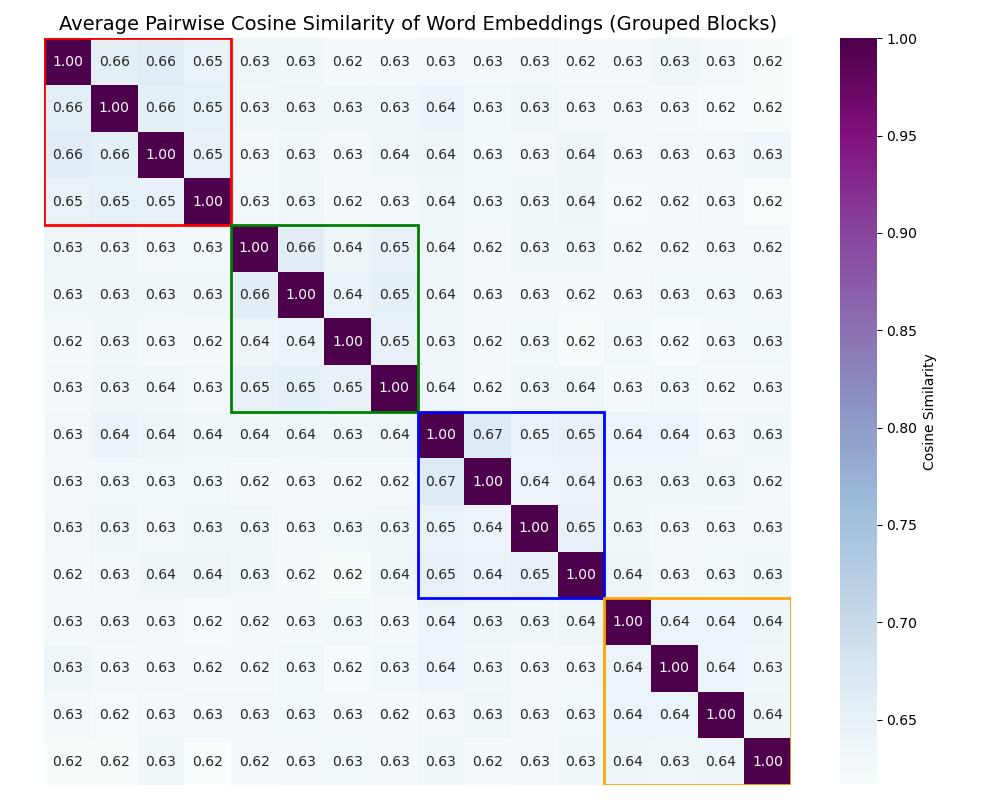 Average Pairwise Cosine Similarity of Word Embeddings (Grouped Blocks)
1.00 0.66 0.66 0.65 0.63 0.63 0.62 0.63 0.63 0.63 0.63 0.62 0.63 0.63 0.63 0.62
0.66 1.00 0.66 0.65 0.63 0.63 0.63 0.63 0.64 0.63 0.63 0.63 0.63 0.63 0.62 0.62
0.66 0.66 1.00 0.65 0.63 0.63 0.63 0.64 0.64 0.63 0.63 0.64 0.63 0.63 0.63 0.63
0.65 0.65 0.65 1.00 0.63 0.63 0.62 0.63 0.64 0.63 0.63 0.64 0.62 0.62 0.63 0.62
0.63 0.63 0.63 0.63 1.00 0.66 0.64 0.65 0.64 0.62 0.63 0.63 0.62 0.62 0.63 0.62
0.63 0.63 0.63 0.63 0.66 1.00 0.64 0.65 0.64 0.63 0.63 0.62 0.63 0.63 0.63 0.63
0.62 0.63 0.63 0.62 0.64 0.64 1.00 0.65 0.63 0.62 0.63 0.62 0.63 0.62 0.63 0.63
0.63 0.63 0.64 0.63 0.65 0.65 0.65 1.00 0.64 0.62 0.63 0.64 0.63 0.63 0.62 0.63
0.63 0.64 0.64 0.64 0.64 0.64 0.63 0.64 1.00 0.67 0.65 0.65 0.64 0.64 0.63 0.63
0.63 0.63 0.63 0.63 0.62 0.63 0.62 0.62 0.67 1.00 0.64 0.64 0.63 0.63 0.63 0.62
0.63 0.63 0.63 0.63 0.63 0.63 0.63 0.63 0.65 0.64 1.00 0.65 0.63 0.63 0.63 0.63
0.62 0.63 0.64 0.64 0.63 0.62 0.62 0.64 0.65 0.64 0.65 1.00 0.64 0.63 0.63 0.63
0.63 0.63 0.63 0.62 0.62 0.63 0.63 0.63 0.64 0.63 0.63 0.64 1.00 0.64 0.64 0.64
0.63 0.63 0.63 0.62 0.62 0.63 0.62 0.63 0.64 0.63 0.63 0.63 0.64 1.00 0.64 0.63
0.63 0.62 0.63 0.63 0.63 0.63 0.63 0.62 0.63 0.63 0.63 0.63 0.64 0.64 1.00 0.64
0.62 0.62 0.63 0.62 0.62 0.63 0.63 0.63 0.63 0.62 0.63 0.63 0.64 0.63 0.64 1.00
1.00
0.95
0.90
0.85
0.80
0.75
0.70
0.65
Cosine Similarity